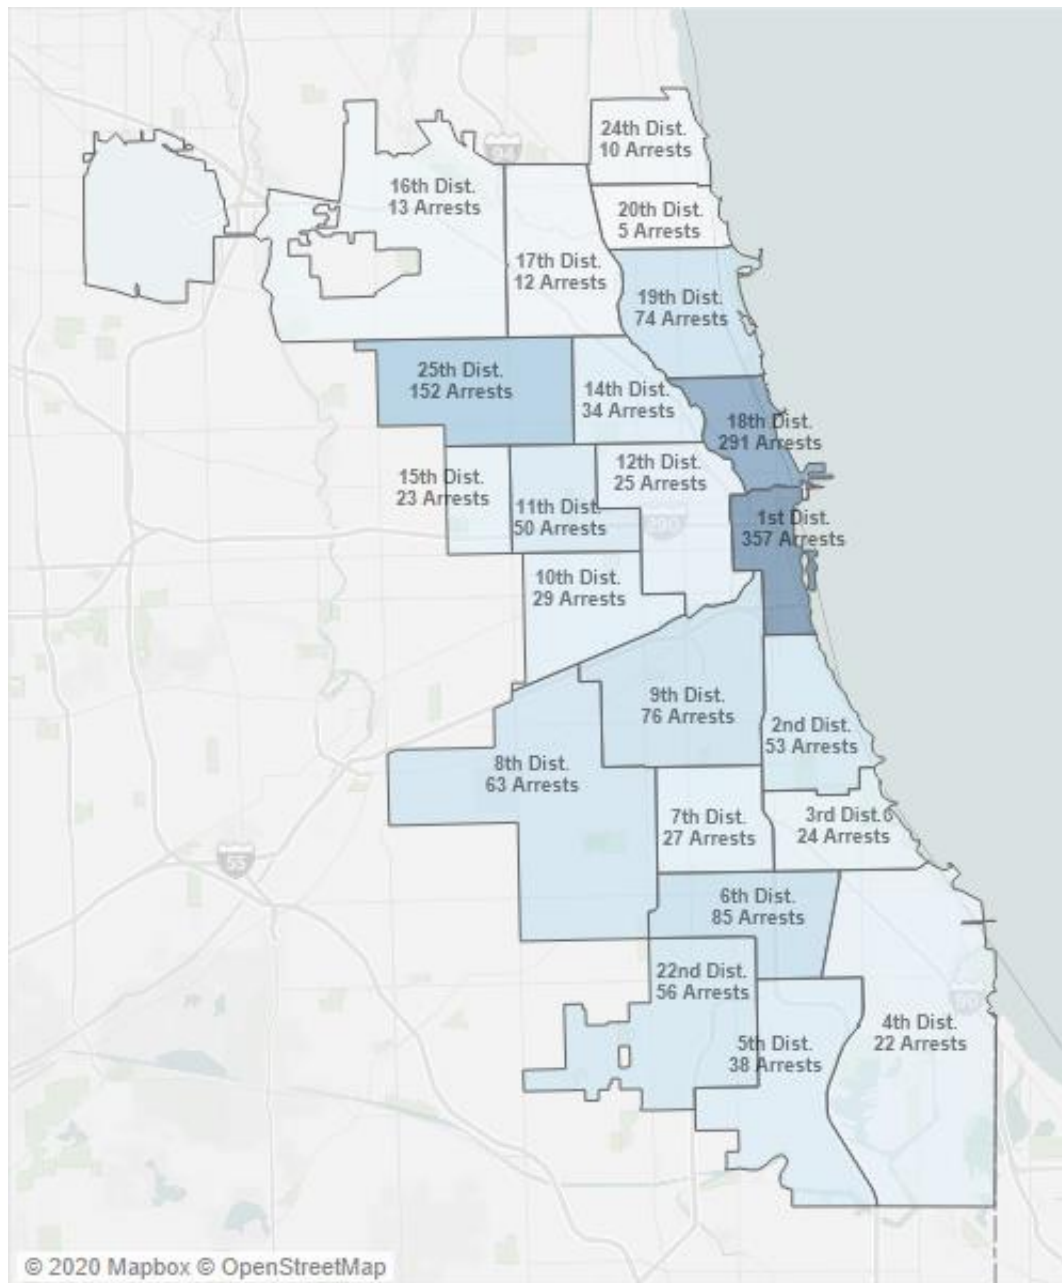 24th Dist.
10 Arrests
94
16th Dist.
13 Arrests
20th Dist.
5 Arrests
17th Dist.
12 Arrests
19th Dist.
74 Arrests
25th Dist.
152 Arrests
14th Dist.
34 Arrests
18th Dist.
291 Arrests
12th Dist.
25 Arrests
15th Dist.
23 Arrests
11th Dist.
50 Arrests
290
1st Dist.
357 Arrests
10th Dist.
29 Arrests
9th Dist.
76 Arrests
2nd Dist.
53 Arrests
8th Dist.
63 Arrests
7th Dist.
27 Arrests
3rd Dist.6
24 Arrests
55
6th Dist.
85 Arrests
22nd Dist.
56 Arrests
90
4th Dist.
22 Arrests
5th Dist.
38 Arrests
© 2020 Mapbox © OpenStreetMap